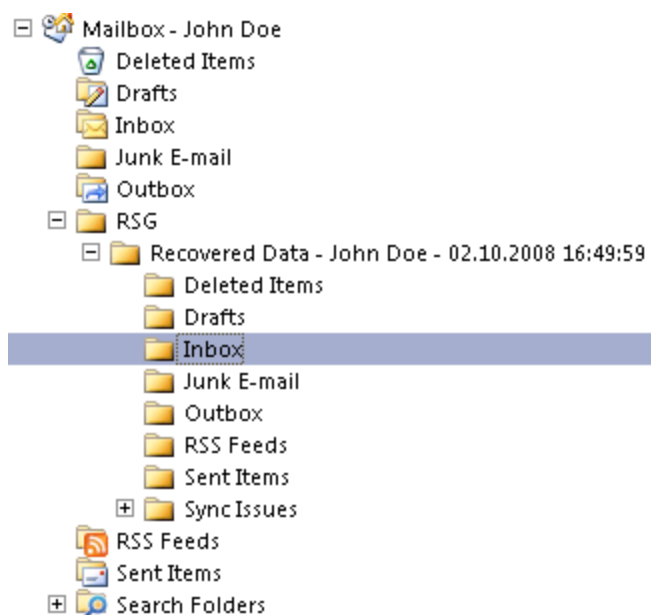 Mailbox - John Doe
Deleted Items
Drafts
Inbox
Junk E-mail
Outbox
RSG
Recovered Data - John Doe - 02.10.2008 16:49:59
Deleted Items
Drafts
Inbox
Junk E-mail
Outbox
RSS Feeds
Sent Items
Sync Issues
RSS Feeds
Sent Items
Search Folders